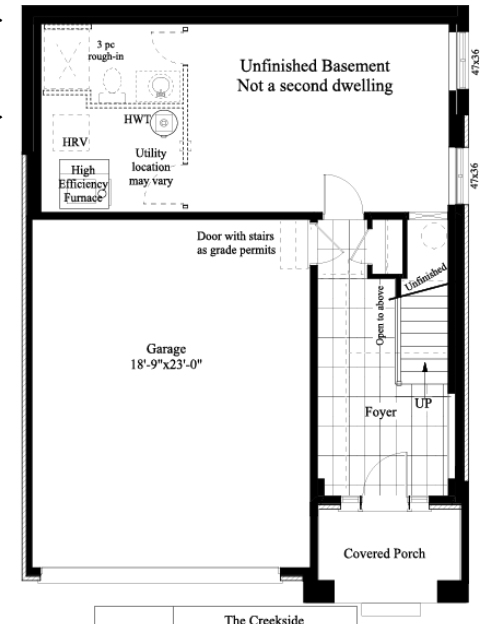 3 pc
rough-in
Unfinished Basement
Not a second dwelling
47x36
HWT
HRV
Utility
location
may vary
High
Efficiency
Furnace
47x36
Door with stairs
as grade permits
Unfinished
Open to above
Garage
18'-9"x23'-0"
UP
Foyer
Covered Porch
The Creekside